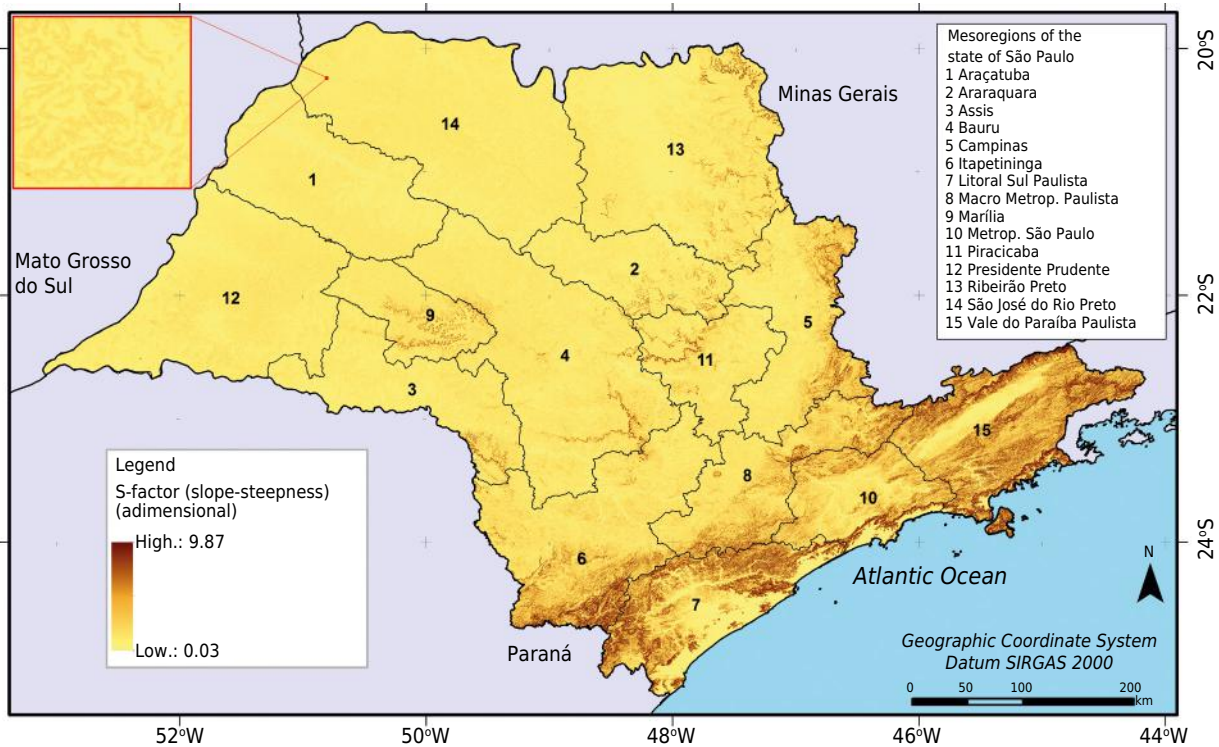 Mesoregions of the
state of São Paulo
1 Araçatuba
2 Araraquara
3 Assis
4 Bauru
5 Campinas
6 Itapetininga
7 Litoral Sul Paulista
8 Macro Metrop. Paulista
9 Marília
10 Metrop. São Paulo
11 Piracicaba
12 Presidente Prudente
13 Ribeirão Preto
14 São José do Rio Preto
15 Vale do Paraíba Paulista
20°S
22°S
24°S
Minas Gerais
14
13
1
Mato Grosso
do Sul
2
12
9
5
4
11
3
15
8
10
6
7
Legend
S-factor (slope-steepness)
(adimensional)
High.: 9.87
Low.: 0.03
Paraná
Atlantic Ocean
N
Geographic Coordinate System
Datum SIRGAS 2000
0 50 100 200
km
52°W 50°W 48°W 46°W 44°W